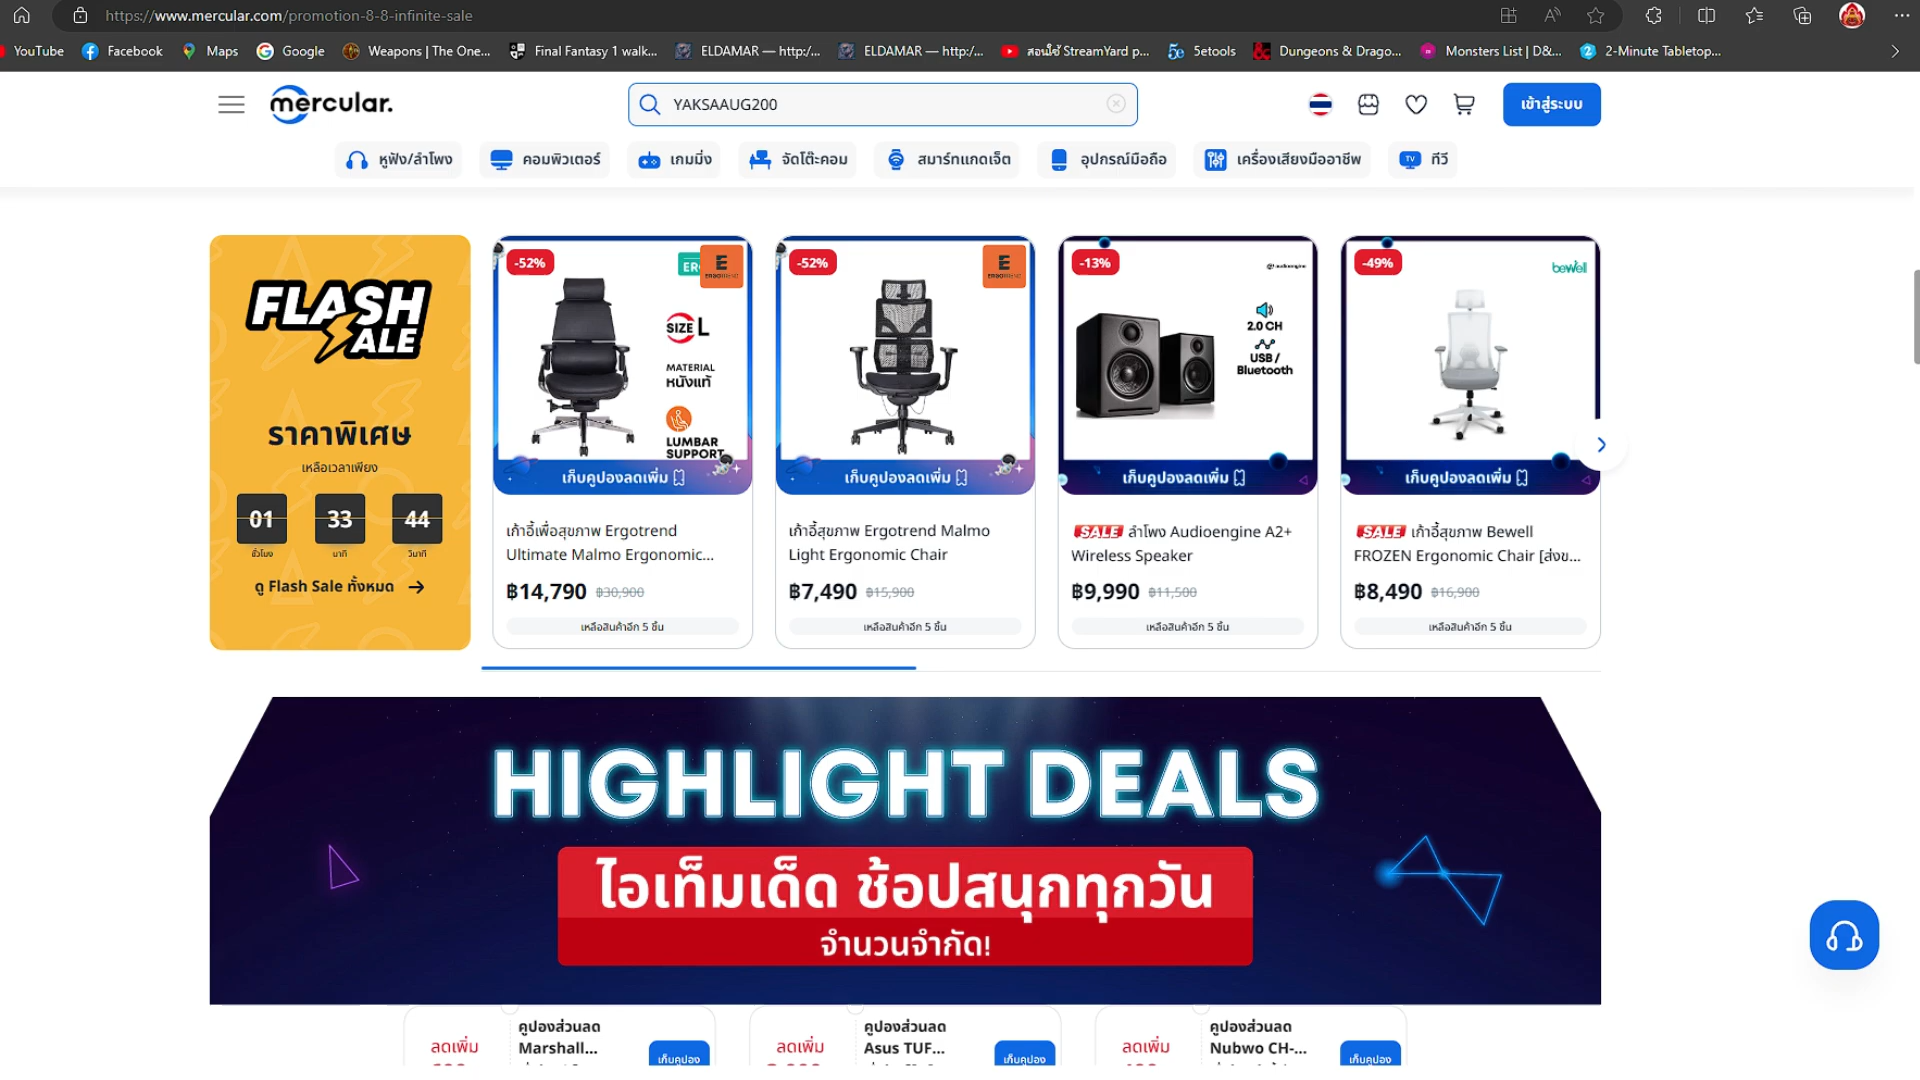 https://www.mercular.com/promotion-8-8-infinite-sale
YouTube
Facebook
Maps
Google
Weapons | The One...
Final Fantasy 1 walk...
ELDAMAR — http:/...
ELDAMAR — http:/...
สอนใช้ StreamYard p...
5etools
Dungeons & Drago...
Monsters List | D&...
2-Minute Tabletop...
mercular.
YAKSAAUG200
เข้าสู่ระบบ
หูฟัง/ลำโพง
คอมพิวเตอร์
เกมมิ่ง
จัดโต๊ะคอม
สมาร์ทแกดเจ็ต
อุปกรณ์มือถือ
เครื่องเสียงมืออาชีพ
TV
ทีวี
FLASH
SALE
ราคาพิเศษ
เหลือเวลาเพียง
01 33 44
ชั่วโมง นาที วินาที
ดู Flash Sale ทั้งหมด
-52%
ERGOTREND
SIZE L
MATERIAL
หนังแท้
LUMBAR
SUPPORT
เก็บคูปองลดเพิ่ม
เก้าอี้เพื่อสุขภาพ Ergotrend
Ultimate Malmo Ergonomic...
฿14,790 ฿30,900
เหลือสินค้าอีก 5 ชิ้น
-52%
ERGOTREND
เก็บคูปองลดเพิ่ม
เก้าอี้สุขภาพ Ergotrend Malmo
Light Ergonomic Chair
฿7,490 ฿15,900
เหลือสินค้าอีก 5 ชิ้น
-13%
audioengine
2.0 CH
USB /
Bluetooth
เก็บคูปองลดเพิ่ม
SALE ลำโพง Audioengine A2+
Wireless Speaker
฿9,990 ฿11,500
เหลือสินค้าอีก 5 ชิ้น
-49%
bewell
เก็บคูปองลดเพิ่ม
SALE เก้าอี้สุขภาพ Bewell
FROZEN Ergonomic Chair [ส่งข...
฿8,490 ฿16,900
เหลือสินค้าอีก 5 ชิ้น
HIGHLIGHT DEALS
ไอเท็มเด็ด ช้อปสนุกทุกวัน
จำนวนจำกัด!
ลดเพิ่ม
คูปองส่วนลด
Marshall...
เก็บคูปอง
ลดเพิ่ม
คูปองส่วนลด
Asus TUF...
เก็บคูปอง
ลดเพิ่ม
คูปองส่วนลด
Nubwo CH-...
เก็บคูปอง